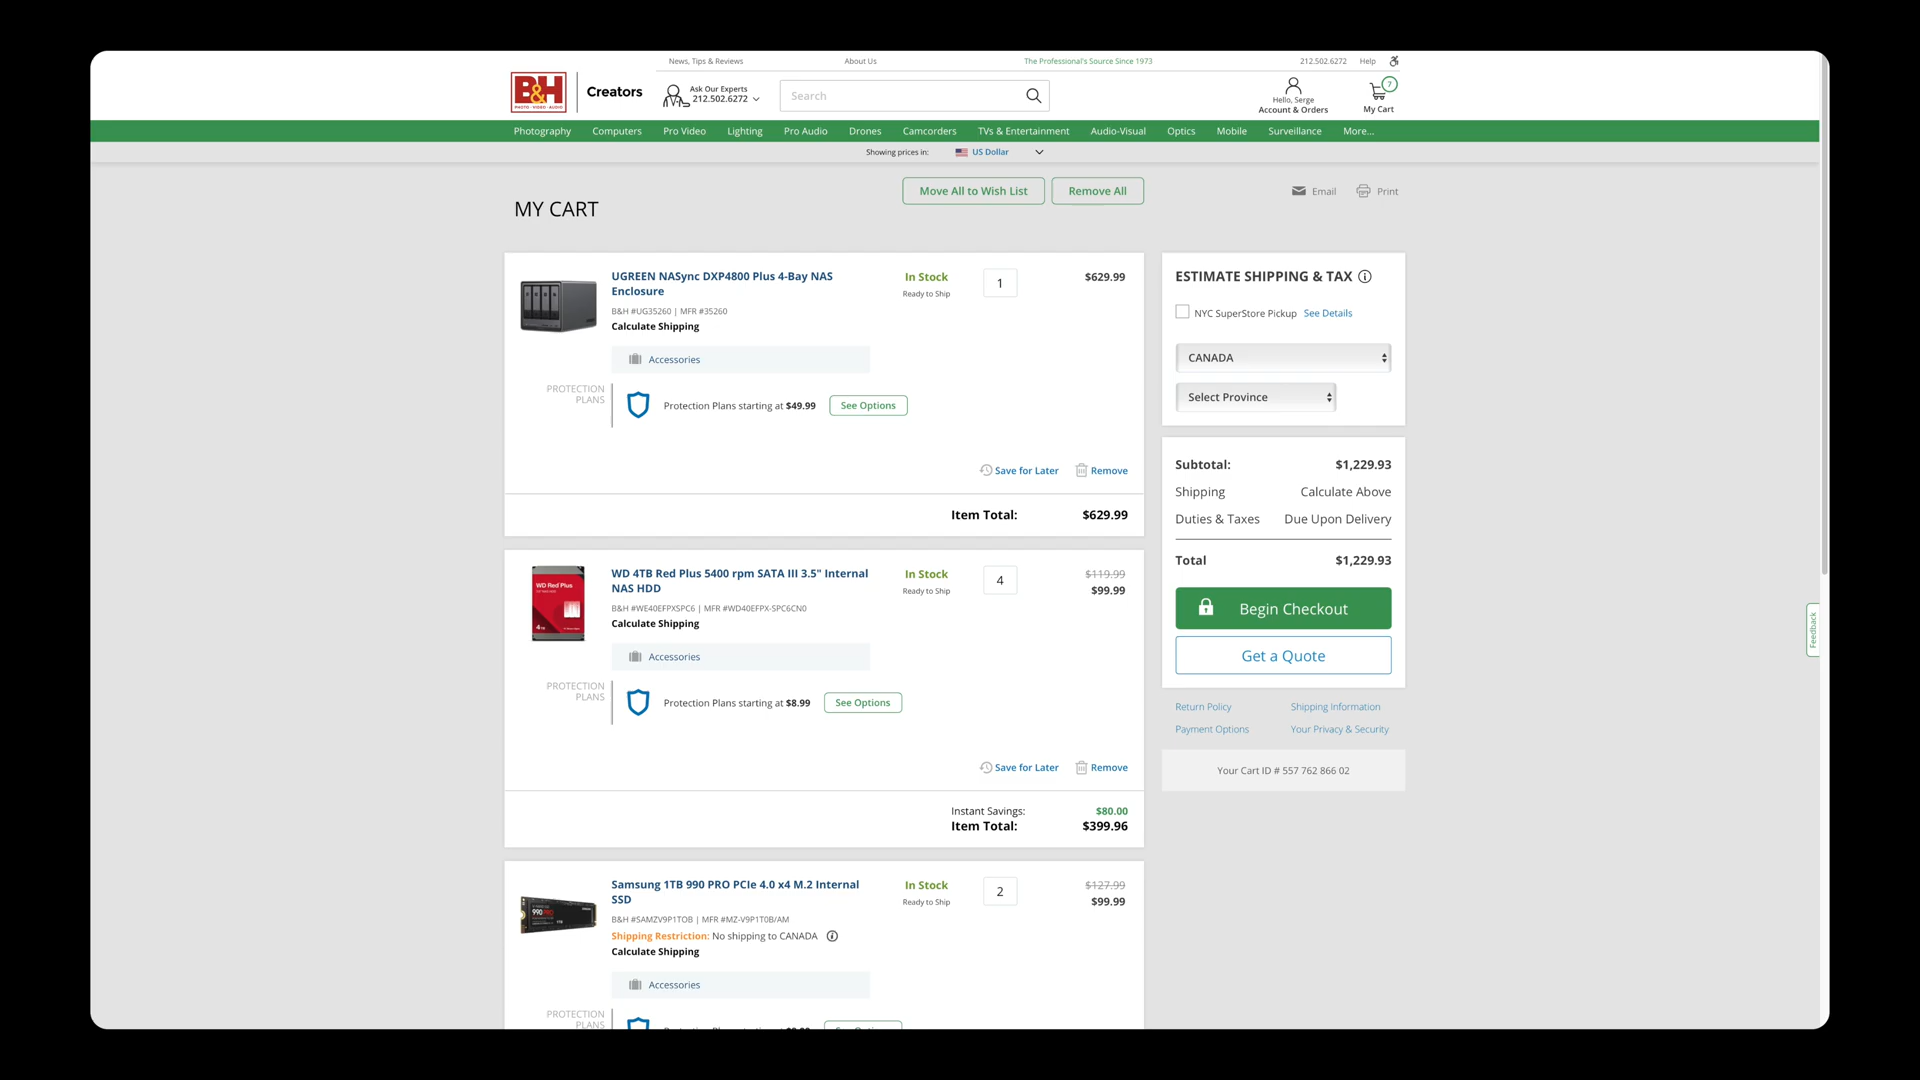 News, Tips & Reviews
About Us
The Professional's Source Since 1973
212.502.6272
Help
B&H
PHOTO · VIDEO · AUDIO
Creators
Ask Our Experts
212.502.6272
Search
Hello, Serge
Account & Orders
7
My Cart
Photography
Computers
Pro Video
Lighting
Pro Audio
Drones
Camcorders
TVs & Entertainment
Audio-Visual
Optics
Mobile
Surveillance
More...
Showing prices in:
US Dollar
MY CART
Move All to Wish List
Remove All
Email
Print
UGREEN NASync DXP4800 Plus 4-Bay NAS
Enclosure
B&H #UG35260 | MFR #35260
Calculate Shipping
In Stock
Ready to Ship
1
$629.99
Accessories
PROTECTION
PLANS
Protection Plans starting at $49.99
See Options
Save for Later
Remove
Item Total: $629.99
WD Red Plus
4TB
WD 4TB Red Plus 5400 rpm SATA III 3.5" Internal
NAS HDD
B&H #WE40EFPXSPC6 | MFR #WD40EFPX-SPC6CN0
Calculate Shipping
In Stock
Ready to Ship
4
$119.99
$99.99
Accessories
PROTECTION
PLANS
Protection Plans starting at $8.99
See Options
Save for Later
Remove
Instant Savings: $80.00
Item Total: $399.96
990 PRO
Samsung 1TB 990 PRO PCIe 4.0 x4 M.2 Internal
SSD
B&H #SAMZV9P1TOB | MFR #MZ-V9P1T0B/AM
Shipping Restriction: No shipping to CANADA
Calculate Shipping
In Stock
Ready to Ship
2
$127.99
$99.99
Accessories
PROTECTION
PLANS
ESTIMATE SHIPPING & TAX
NYC SuperStore Pickup See Details
CANADA
Select Province
Subtotal: $1,229.93
Shipping Calculate Above
Duties & Taxes Due Upon Delivery
Total $1,229.93
Begin Checkout
Get a Quote
Return Policy
Shipping Information
Payment Options
Your Privacy & Security
Your Cart ID # 557 762 866 02
Feedback